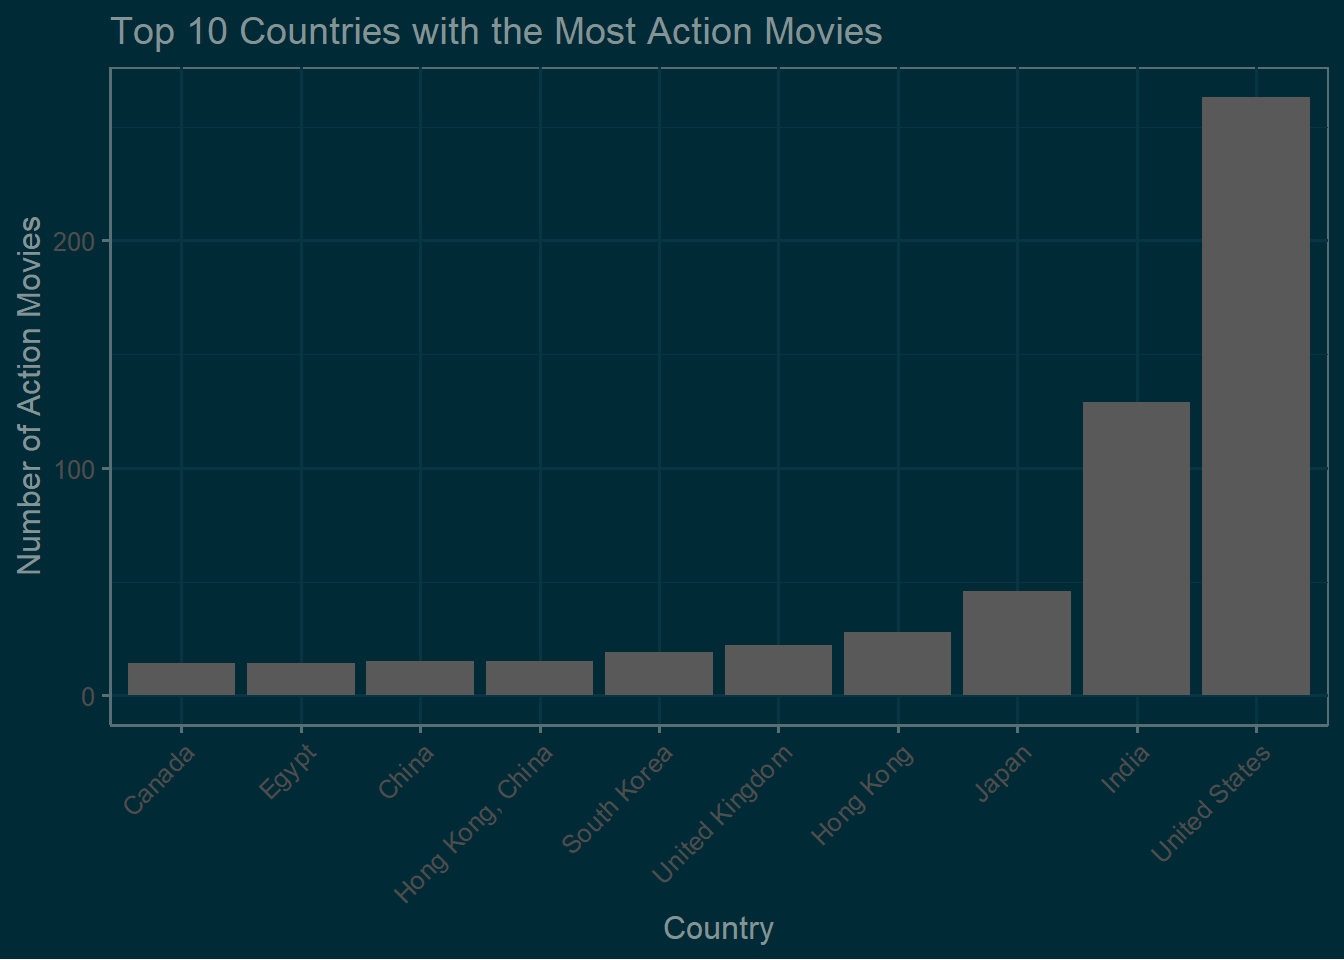 Top 10 Countries with the Most Action Movies
Number of Action Movies
200
100
0
Canada
Egypt
China
Hong Kong, China
South Korea
United Kingdom
Hong Kong
Japan
India
United States
Country